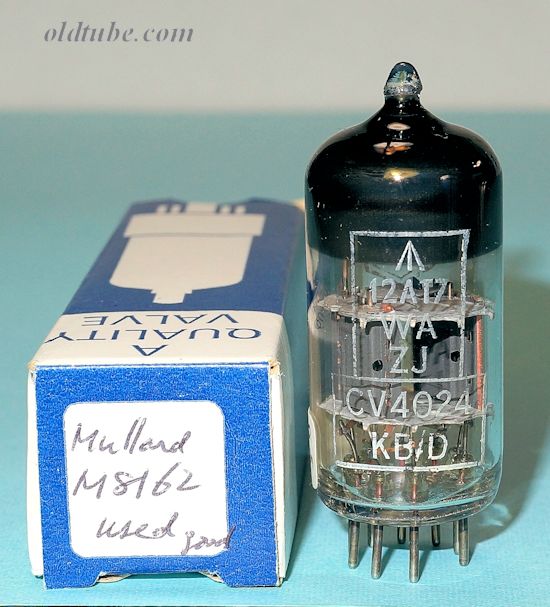 oldtube.com
A
QUALITY
VALVE
Mullard
M8162
used good
12AT7
WA
ZJ
CV4024
KB/D